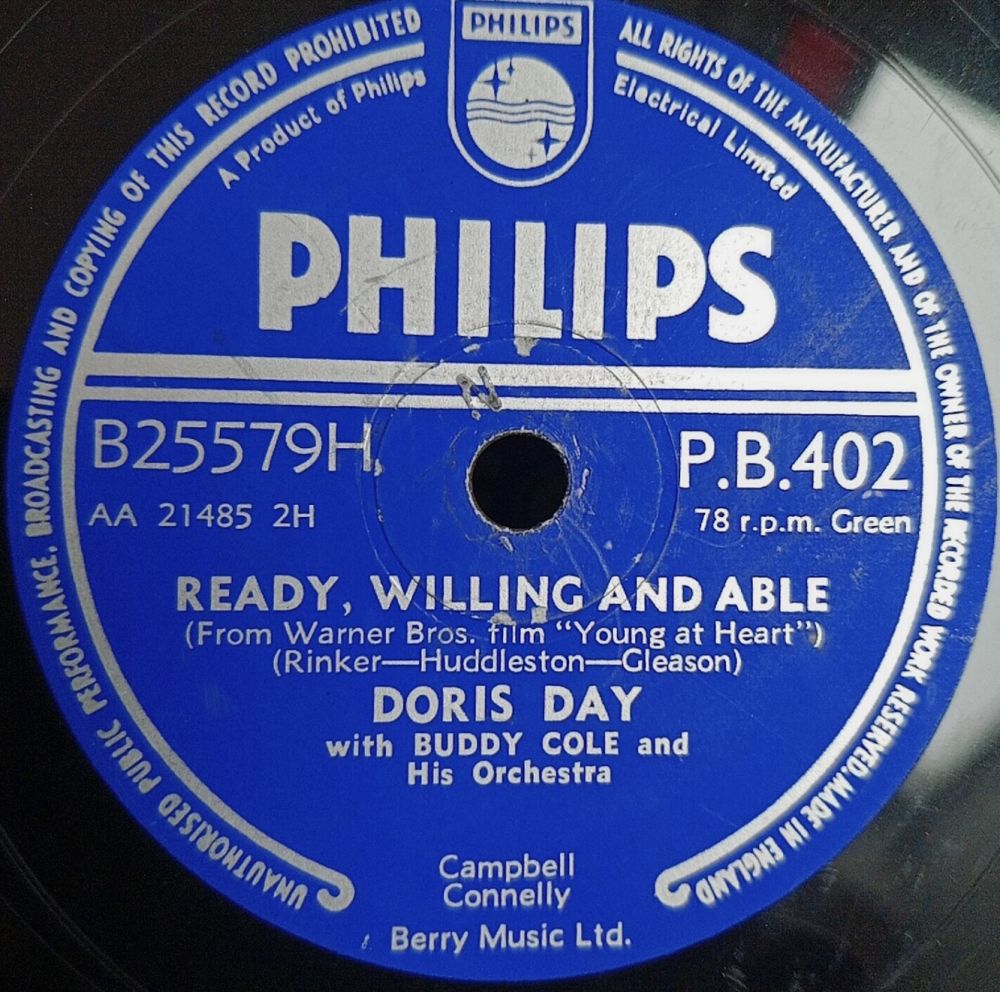 PHILIPS
UNAUTHORISED PUBLIC PERFORMANCE, BROADCASTING AND COPYING OF THIS RECORD PROHIBITED
ALL RIGHTS OF THE MANUFACTURER AND OF THE OWNER OF THE RECORDED WORK RESERVED. MADE IN ENGLAND
A Product of Philips Electrical Limited
PHILIPS
N
B25579H
P.B.402
AA 21485 2H
78 r.p.m. Green
READY, WILLING AND ABLE
(From Warner Bros. film "Young at Heart")
(Rinker—Huddleston—Gleason)
DORIS DAY
with BUDDY COLE and
His Orchestra
Campbell
Connelly
Berry Music Ltd.